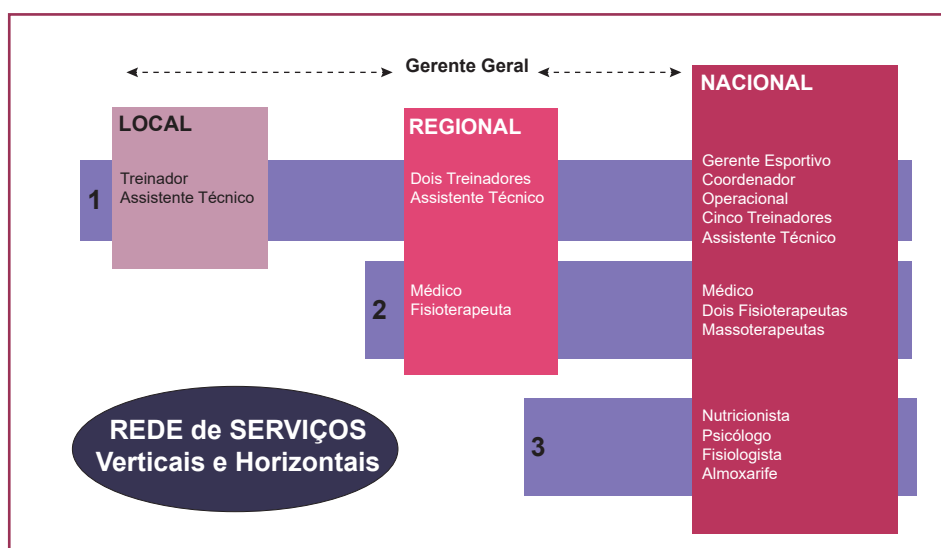 Gerente Geral
LOCAL
REGIONAL
NACIONAL
1
Treinador
Assistente Técnico
Dois Treinadores
Assistente Técnico
Gerente Esportivo
Coordenador
Operacional
Cinco Treinadores
Assistente Técnico
2
Médico
Fisioterapeuta
Médico
Dois Fisioterapeutas
Massoterapeutas
REDE de SERVIÇOS
Verticais e Horizontais
3
Nutricionista
Psicólogo
Fisiologista
Almoxarife